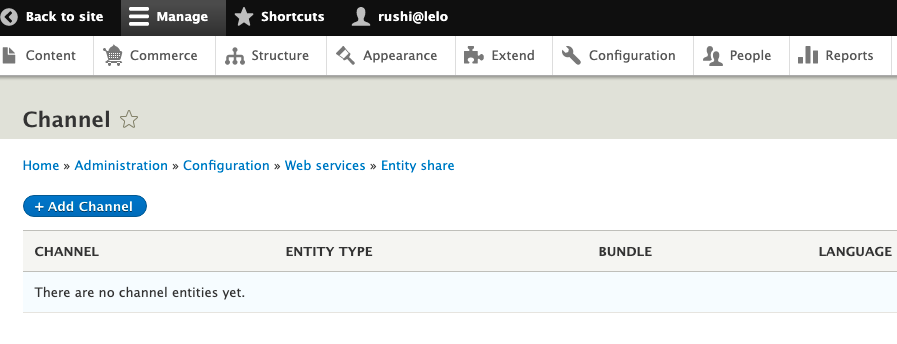 Back to site Manage Shortcuts rushi@lelo
Content Commerce Structure Appearance Extend Configuration People Reports
Channel
Home » Administration » Configuration » Web services » Entity share
+ Add Channel
CHANNEL ENTITY TYPE BUNDLE LANGUAGE
There are no channel entities yet.